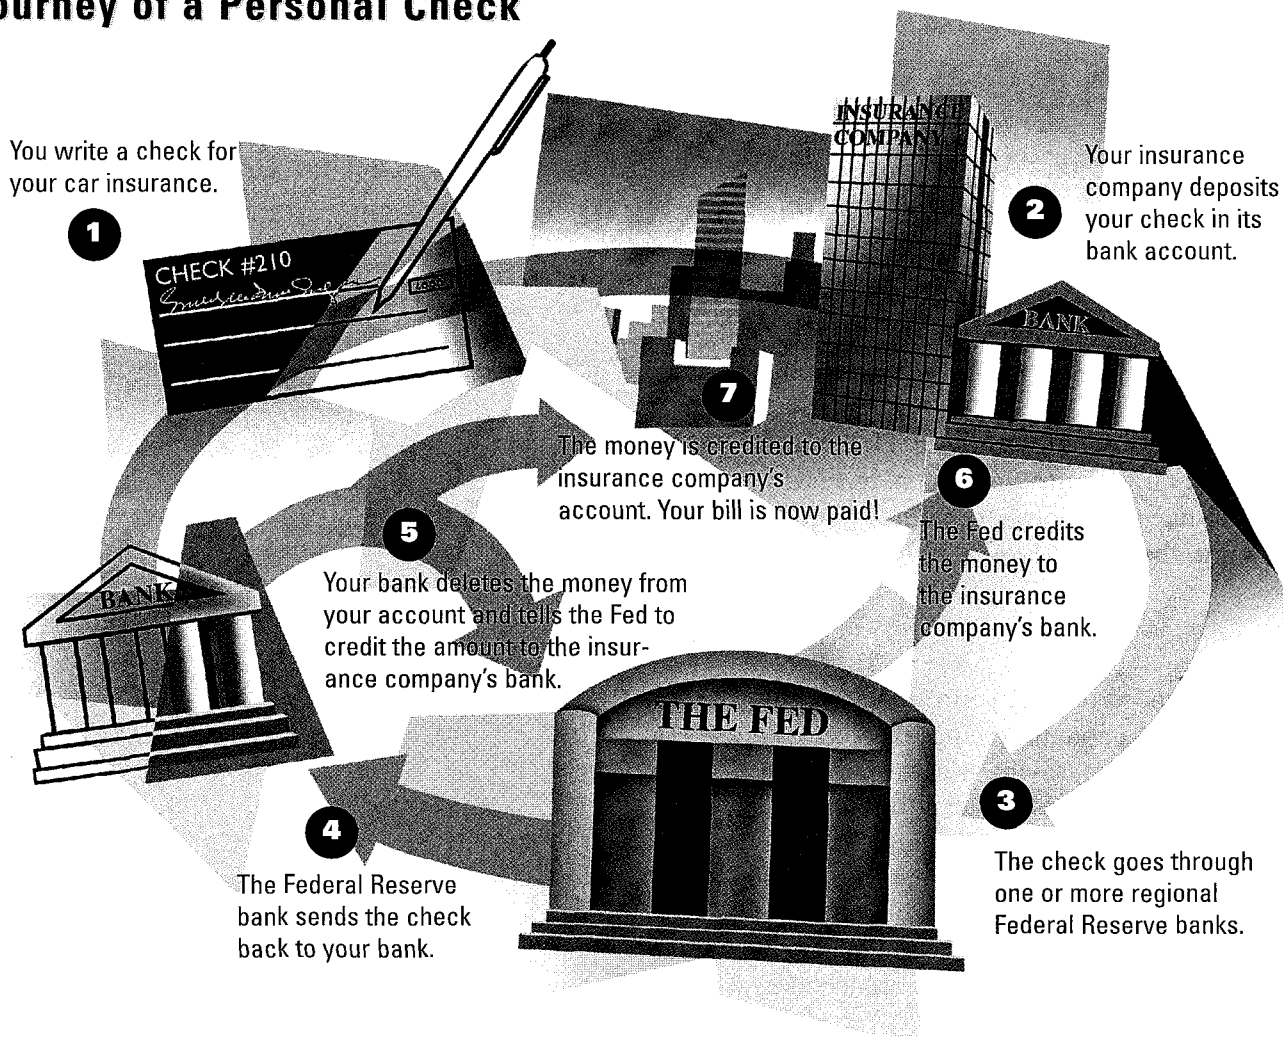 ourney of a Personal Check
You write a check for
your car insurance.
1
CHECK #210
INSURANCE
COMPANY
2
Your insurance
company deposits
your check in its
bank account.
BANK
7
The money is credited to the
insurance company's
account. Your bill is now paid!
6
The Fed credits
the money to
the insurance
company's bank.
5
Your bank deletes the money from
your account and tells the Fed to
credit the amount to the insur-
ance company's bank.
BANK
THE FED
4
The Federal Reserve
bank sends the check
back to your bank.
3
The check goes through
one or more regional
Federal Reserve banks.